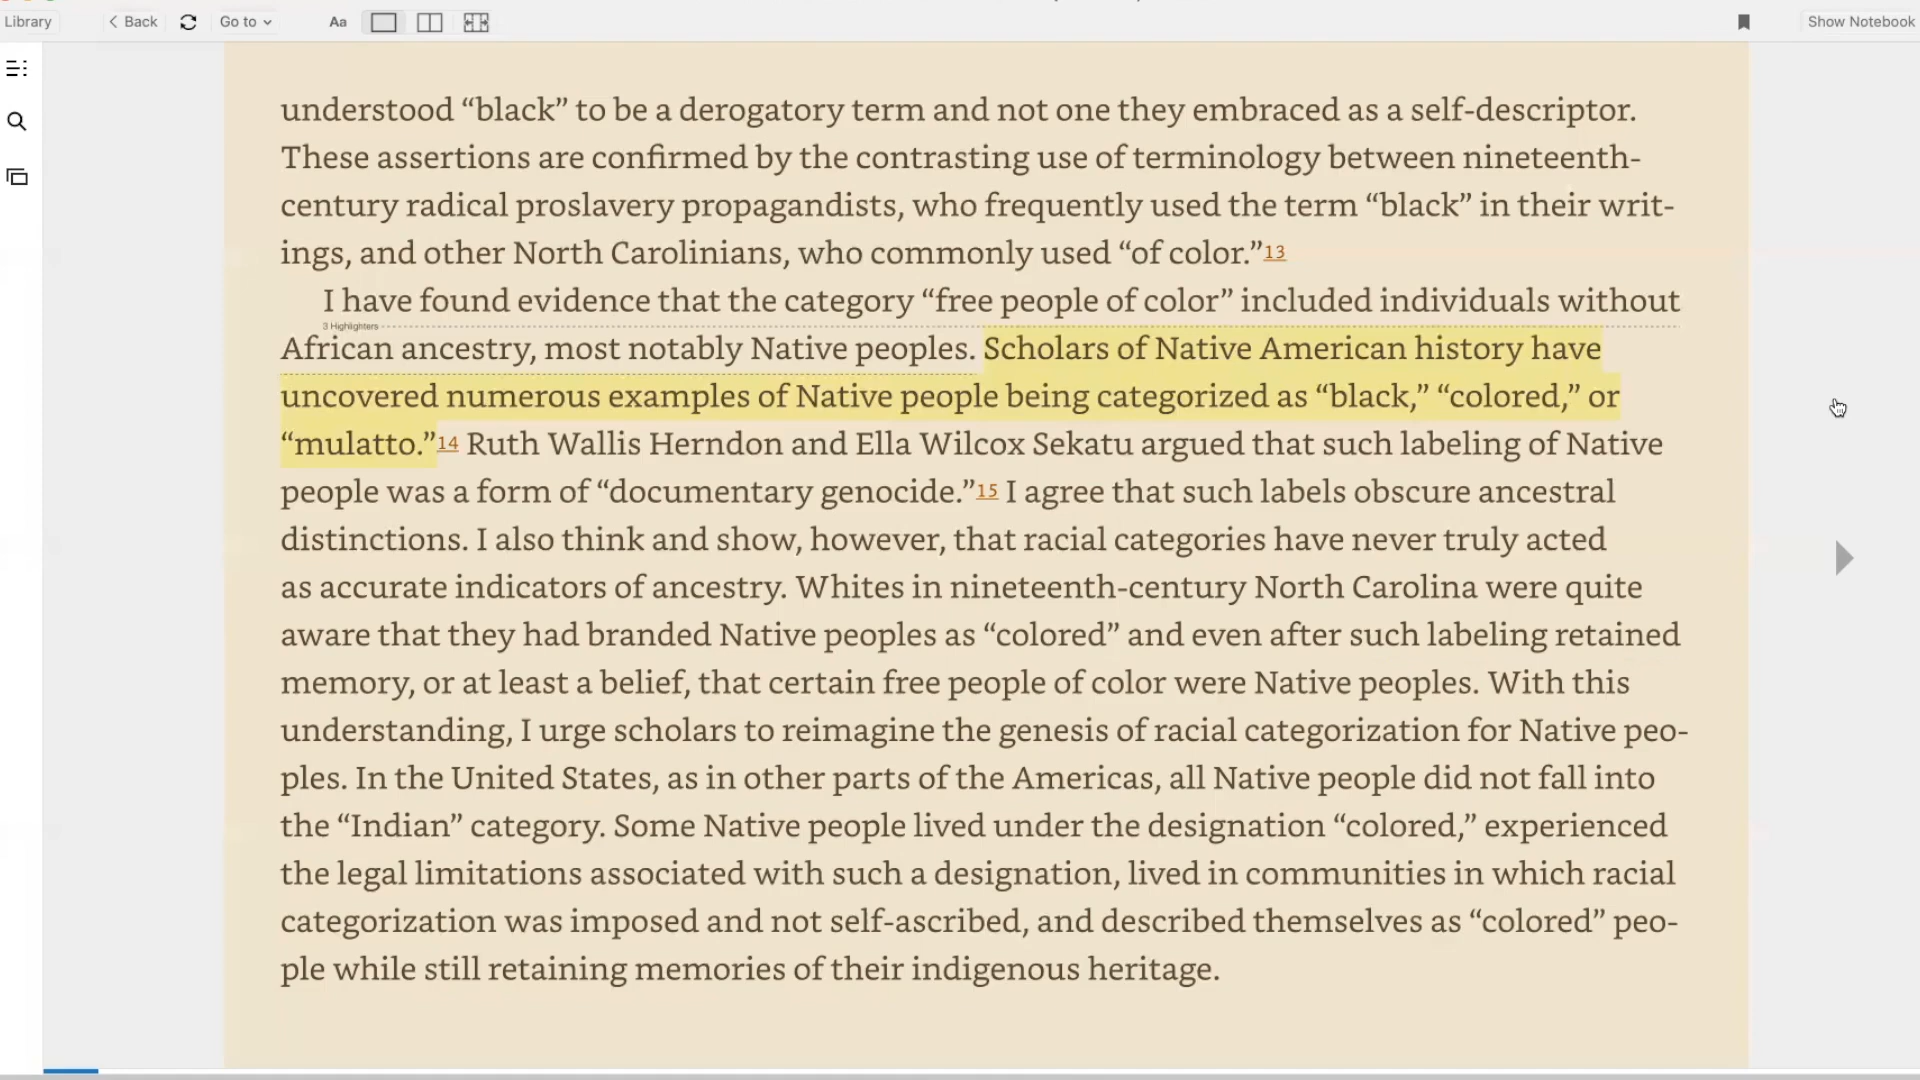 Library
Back
Go to
Aa
Show Notebook
understood “black” to be a derogatory term and not one they embraced as a self-descriptor.
These assertions are confirmed by the contrasting use of terminology between nineteenth-
century radical proslavery propagandists, who frequently used the term “black” in their writ-
ings, and other North Carolinians, who commonly used “of color.”13
I have found evidence that the category “free people of color” included individuals without
3 Highlighters
African ancestry, most notably Native peoples. Scholars of Native American history have
uncovered numerous examples of Native people being categorized as “black,” “colored,” or
“mulatto.”14 Ruth Wallis Herndon and Ella Wilcox Sekatu argued that such labeling of Native
people was a form of “documentary genocide.”15 I agree that such labels obscure ancestral
distinctions. I also think and show, however, that racial categories have never truly acted
as accurate indicators of ancestry. Whites in nineteenth-century North Carolina were quite
aware that they had branded Native peoples as “colored” and even after such labeling retained
memory, or at least a belief, that certain free people of color were Native peoples. With this
understanding, I urge scholars to reimagine the genesis of racial categorization for Native peo-
ples. In the United States, as in other parts of the Americas, all Native people did not fall into
the “Indian” category. Some Native people lived under the designation “colored,” experienced
the legal limitations associated with such a designation, lived in communities in which racial
categorization was imposed and not self-ascribed, and described themselves as “colored” peo-
ple while still retaining memories of their indigenous heritage.